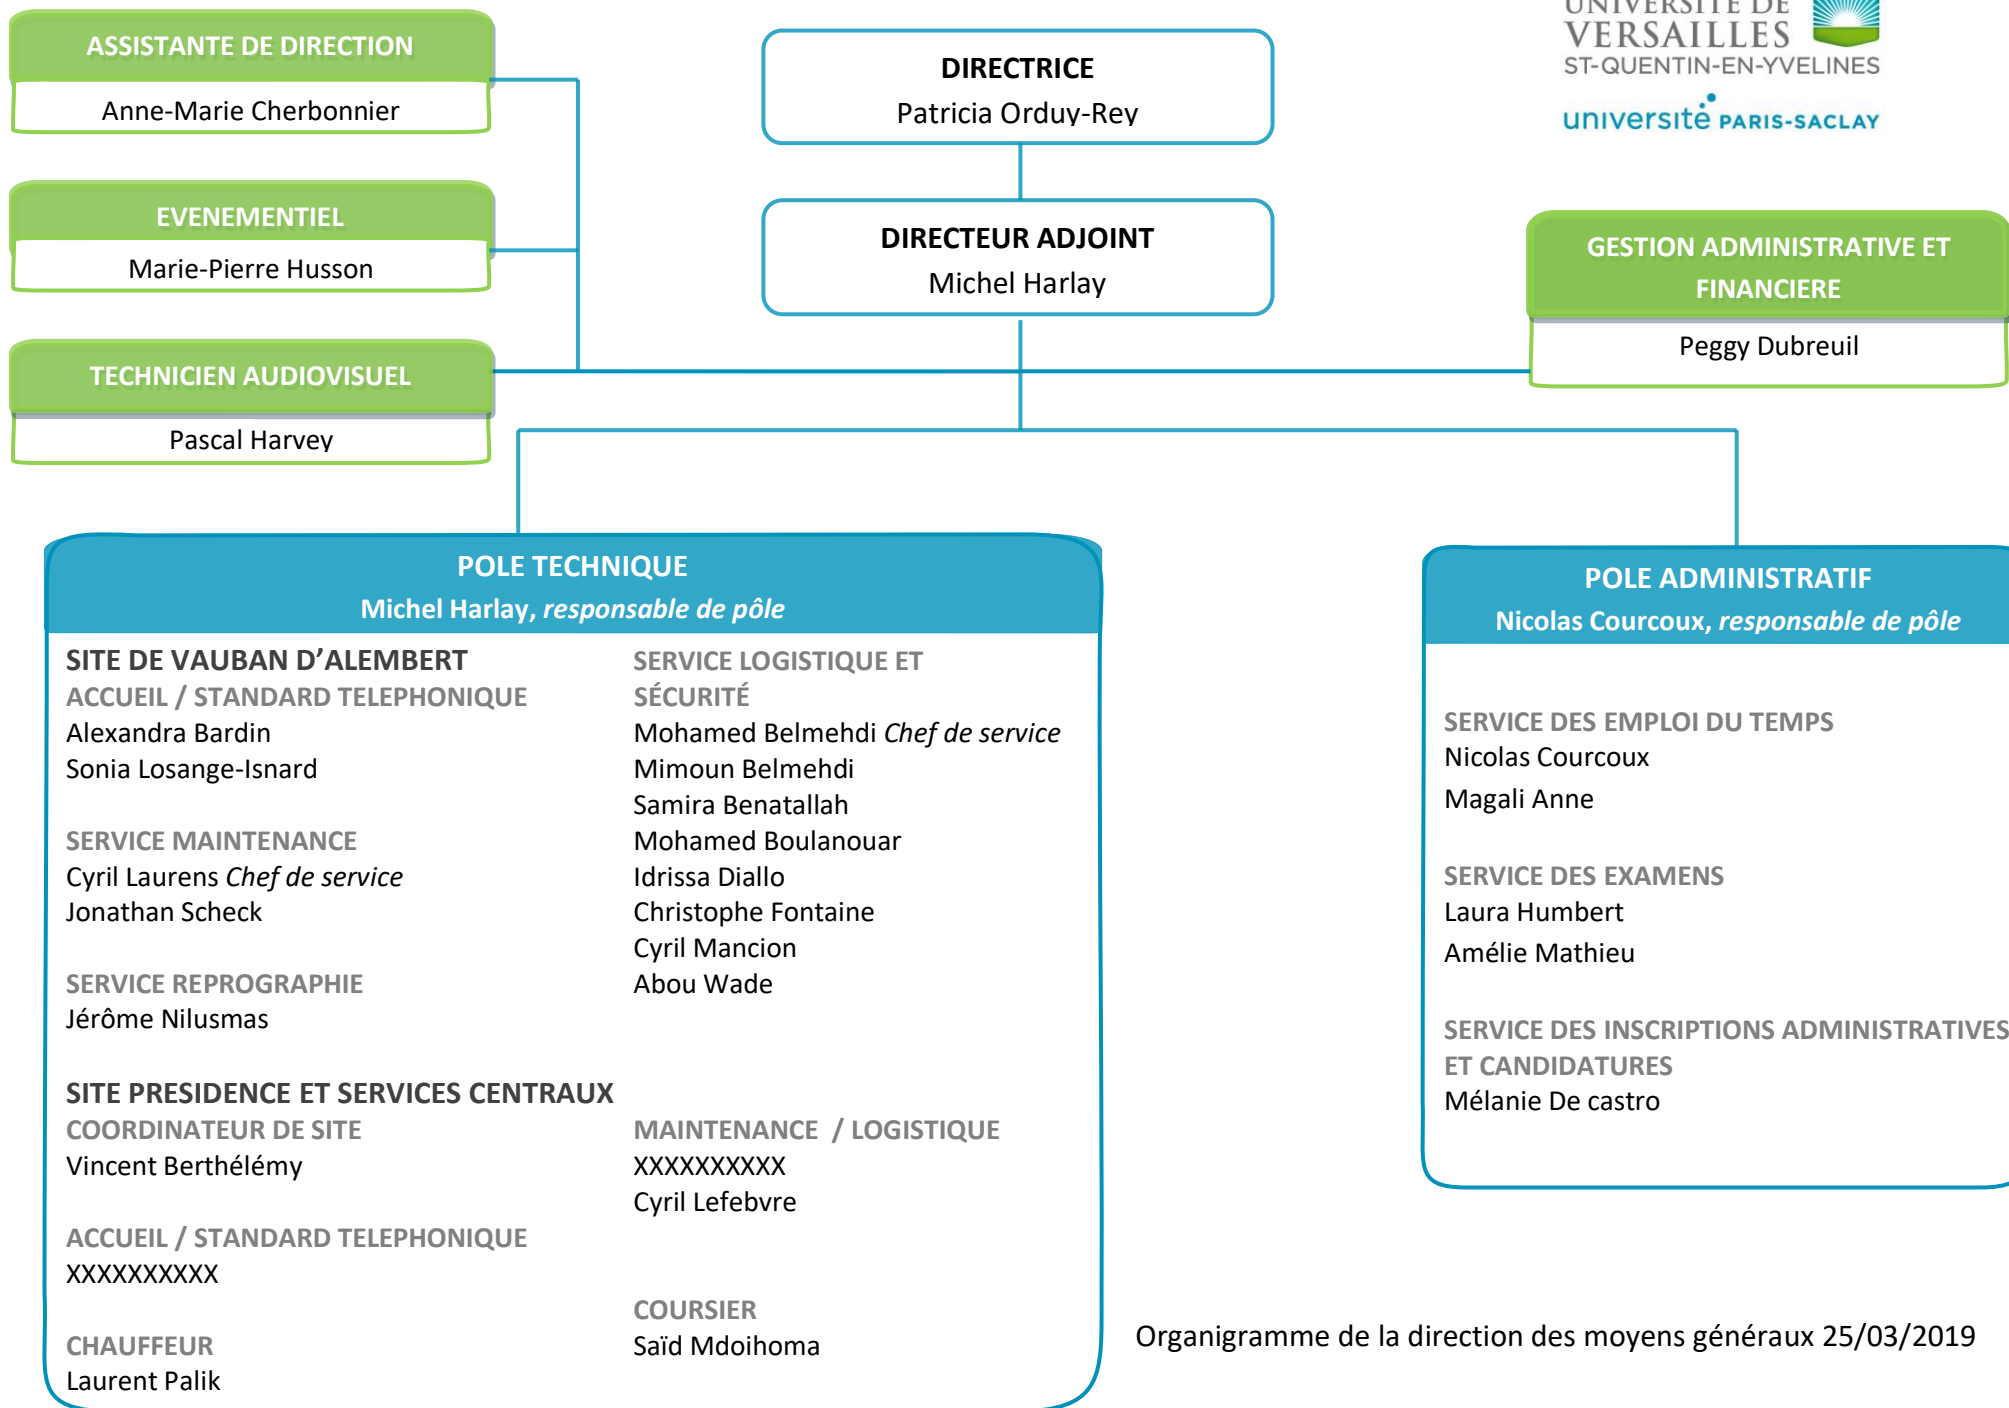 UNIVERSITE DE
VERSAILLES
ST-QUENTIN-EN-YVELINES
université PARIS-SACLAY
ASSISTANTE DE DIRECTION
Anne-Marie Cherbonnier
DIRECTRICE
Patricia Orduy-Rey
EVENEMENTIEL
Marie-Pierre Husson
DIRECTEUR ADJOINT
Michel Harlay
GESTION ADMINISTRATIVE ET
FINANCIERE
Peggy Dubreuil
TECHNICIEN AUDIOVISUEL
Pascal Harvey
POLE TECHNIQUE
Michel Harlay, responsable de pôle
SITE DE VAUBAN D’ALEMBERT
ACCUEIL / STANDARD TELEPHONIQUE
Alexandra Bardin
Sonia Losange-Isnard
SERVICE MAINTENANCE
Cyril Laurens Chef de service
Jonathan Scheck
SERVICE REPROGRAPHIE
Jérôme Nilusmas
SERVICE LOGISTIQUE ET
SÉCURITÉ
Mohamed Belmehdi Chef de service
Mimoun Belmehdi
Samira Benatallah
Mohamed Boulanouar
Idrissa Diallo
Christophe Fontaine
Cyril Mancion
Abou Wade
SITE PRESIDENCE ET SERVICES CENTRAUX
COORDINATEUR DE SITE
Vincent Berthélémy
ACCUEIL / STANDARD TELEPHONIQUE
XXXXXXXXXX
CHAUFFEUR
Laurent Palik
MAINTENANCE / LOGISTIQUE
XXXXXXXXXX
Cyril Lefebvre
COURSIER
Saïd Mdoihoma
POLE ADMINISTRATIF
Nicolas Courcoux, responsable de pôle
SERVICE DES EMPLOI DU TEMPS
Nicolas Courcoux
Magali Anne
SERVICE DES EXAMENS
Laura Humbert
Amélie Mathieu
SERVICE DES INSCRIPTIONS ADMINISTRATIVES
ET CANDIDATURES
Mélanie De castro
Organigramme de la direction des moyens généraux 25/03/2019